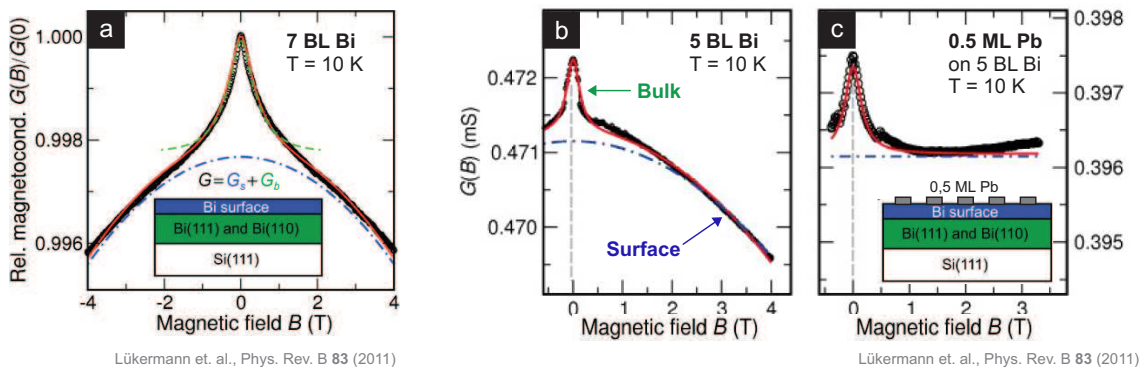 a
7 BL Bi
T = 10 K
Rel. magnetocond. G(B)/G(0)
1.000
0.998
0.996
G=Gs+Gb
Bi surface
Bi(111) and Bi(110)
Si(111)
-4 -2 0 2 4
Magnetic field B (T)
Lükermann et. al., Phys. Rev. B 83 (2011)
b
5 BL Bi
T = 10 K
G(B) (mS)
0.472
0.471
0.470
Bulk
Surface
0 1 2 3 4
Magnetic field B (T)
c
0.5 ML Pb
on 5 BL Bi
T = 10 K
0.398
0.397
0.396
0.395
0,5 ML Pb
Bi surface
Bi(111) and Bi(110)
Si(111)
0 1 2 3
Magnetic field B (T)
Lükermann et. al., Phys. Rev. B 83 (2011)